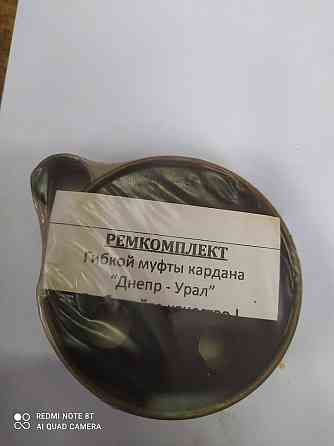 РЕМКОМПЛЕКТ
Гибкой муфты кардана
“Днепр - Урал”
REDMI NOTE 8T
AI QUAD CAMERA